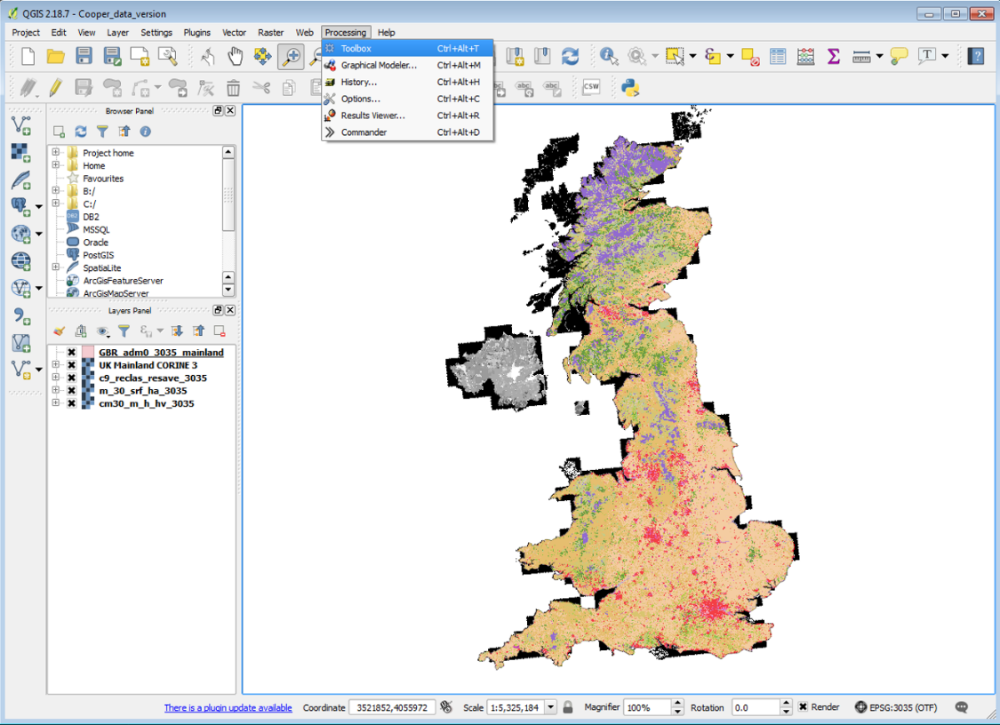 QGIS 2.18.7 - Cooper_data_version
Project Edit View Layer Settings Plugins Vector Raster Web Processing Help
Toolbox Ctrl+Alt+T
Graphical Modeler... Ctrl+Alt+M
History... Ctrl+Alt+H
Options... Ctrl+Alt+C
Results Viewer... Ctrl+Alt+R
Commander Ctrl+Alt+D
T
abc abc abc
CSW
Browser Panel
Project home
Home
Favourites
B:/
C:/
DB2
MSSQL
Oracle
PostGIS
SpatiaLite
ArcGisFeatureServer
ArcGisMapServer
Layers Panel
GBR_adm0_3035_mainland
UK Mainland CORINE 3
c9_reclas_resave_3035
m_30_srf_ha_3035
cm30_m_h_hv_3035
There is a plugin update available Coordinate 3521852,4055972 Scale 1:5,325,184 Magnifier 100% Rotation 0.0 Render EPSG:3035 (OTF)